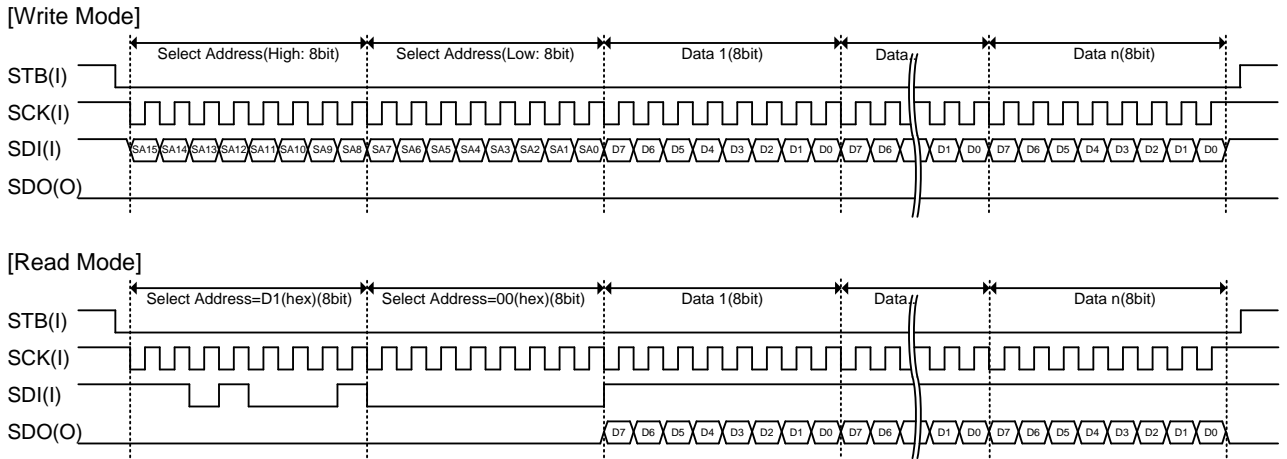 [Write Mode]
Select Address(High: 8bit) Select Address(Low: 8bit) Data 1(8bit) Data Data n(8bit)
STB(I)
SCK(I)
SDI(I) SA15 SA14 SA13 SA12 SA11 SA10 SA9 SA8 SA7 SA6 SA5 SA4 SA3 SA2 SA1 SA0 D7 D6 D5 D4 D3 D2 D1 D0 D7 D6 D1 D0 D7 D6 D5 D4 D3 D2 D1 D0
SDO(O)
[Read Mode]
Select Address=D1(hex)(8bit) Select Address=00(hex)(8bit) Data 1(8bit) Data Data n(8bit)
STB(I)
SCK(I)
SDI(I)
SDO(O) D7 D6 D5 D4 D3 D2 D1 D0 D7 D6 D1 D0 D7 D6 D5 D4 D3 D2 D1 D0